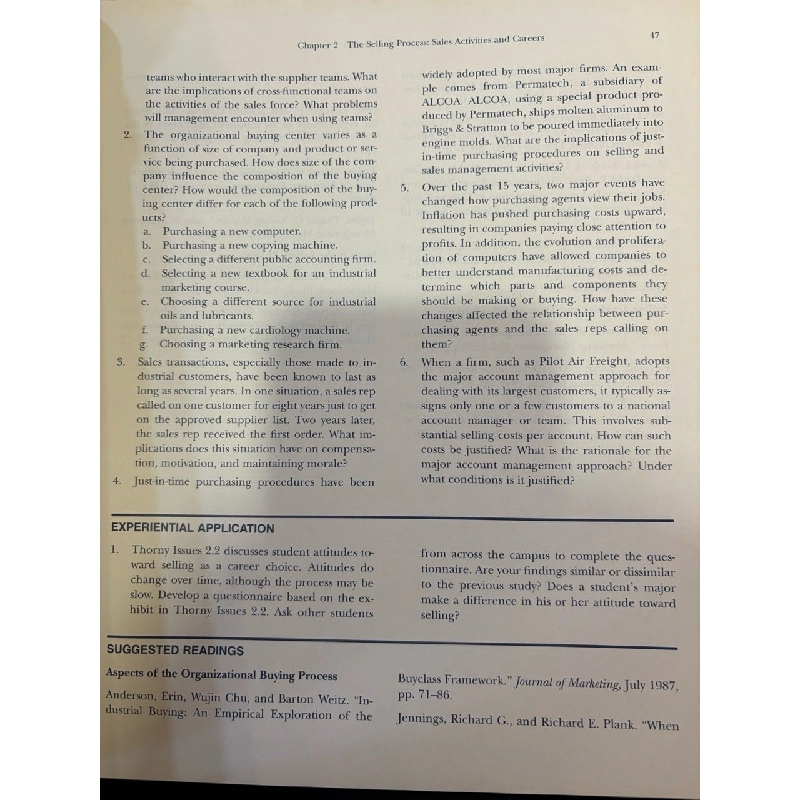 Chapter 2 The Selling Process: Sales Activities and Careers 47
teams who interact with the supplier teams. What
are the implications of cross-functional teams on
the activities of the sales force? What problems
will management encounter when using teams?
2. The organizational buying center varies as a
function of size of company and product or ser-
vice being purchased. How does size of the com-
pany influence the composition of the buying
center? How would the composition of the buy-
ing center differ for each of the following prod-
ucts?
a. Purchasing a new computer.
b. Purchasing a new copying machine.
c. Selecting a different public accounting firm.
d. Selecting a new textbook for an industrial
marketing course.
e. Choosing a different source for industrial
oils and lubricants.
f. Purchasing a new cardiology machine.
g. Choosing a marketing research firm.
3. Sales transactions, especially those made to in-
dustrial customers, have been known to last as
long as several years. In one situation, a sales rep
called on one customer for eight years just to get
on the approved supplier list. Two years later,
the sales rep received the first order. What im-
plications does this situation have on compensa-
tion, motivation, and maintaining morale?
4. Just-in-time purchasing procedures have been
widely adopted by most major firms. An exam-
ple comes from Permatech, a subsidiary of
ALCOA. ALCOA, using a special product pro-
duced by Permatech, ships molten aluminum to
Briggs & Stratton to be poured immediately into
engine molds. What are the implications of just-
in-time purchasing procedures on selling and
sales management activities?
5. Over the past 15 years, two major events have
changed how purchasing agents view their jobs.
Inflation has pushed purchasing costs upward,
resulting in companies paying close attention to
profits. In addition, the evolution and prolifera-
tion of computers have allowed companies to
better understand manufacturing costs and de-
termine which parts and components they
should be making or buying. How have these
changes affected the relationship between pur-
chasing agents and the sales reps calling on
them?
6. When a firm, such as Pilot Air Freight, adopts
the major account management approach for
dealing with its largest customers, it typically as-
signs only one or a few customers to a national
account manager or team. This involves sub-
stantial selling costs per account. How can such
costs be justified? What is the rationale for the
major account management approach? Under
what conditions is it justified?
EXPERIENTIAL APPLICATION
1. Thorny Issues 2.2 discusses student attitudes to-
ward selling as a career choice. Attitudes do
change over time, although the process may be
slow. Develop a questionnaire based on the ex-
hibit in Thorny Issues 2.2. Ask other students
from across the campus to complete the ques-
tionnaire. Are your findings similar or dissimilar
to the previous study? Does a student's major
make a difference in his or her attitude toward
selling?
SUGGESTED READINGS
Aspects of the Organizational Buying Process
Anderson, Erin, Wujin Chu, and Barton Weitz. "In-
dustrial Buying: An Empirical Exploration of the
Buyclass Framework." Journal of Marketing, July 1987,
pp. 71–86.
Jennings, Richard G., and Richard E. Plank. "When